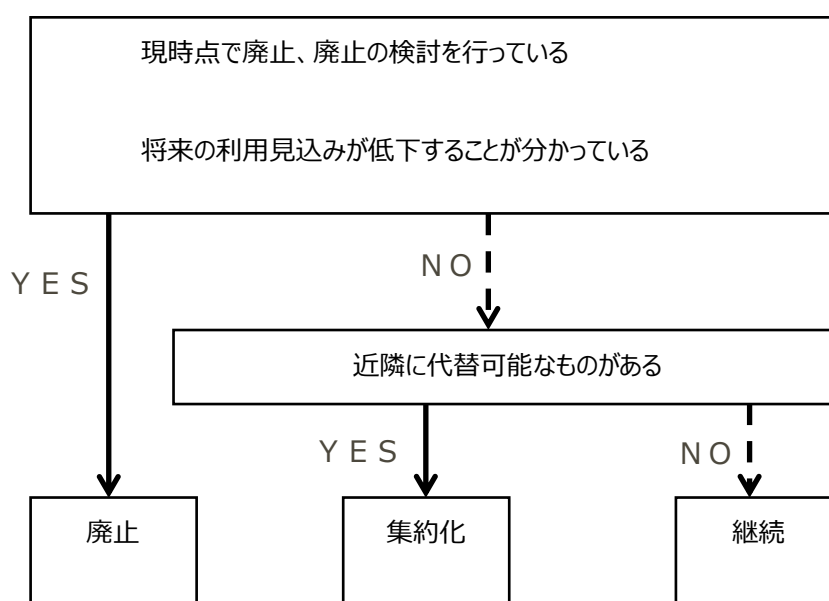 現時点で廃止、廃止の検討を行っている
将来の利用見込みが低下することが分かっている
ＹＥＳ
ＮＯ
近隣に代替可能なものがある
ＹＥＳ
ＮＯ
廃止
集約化
継続